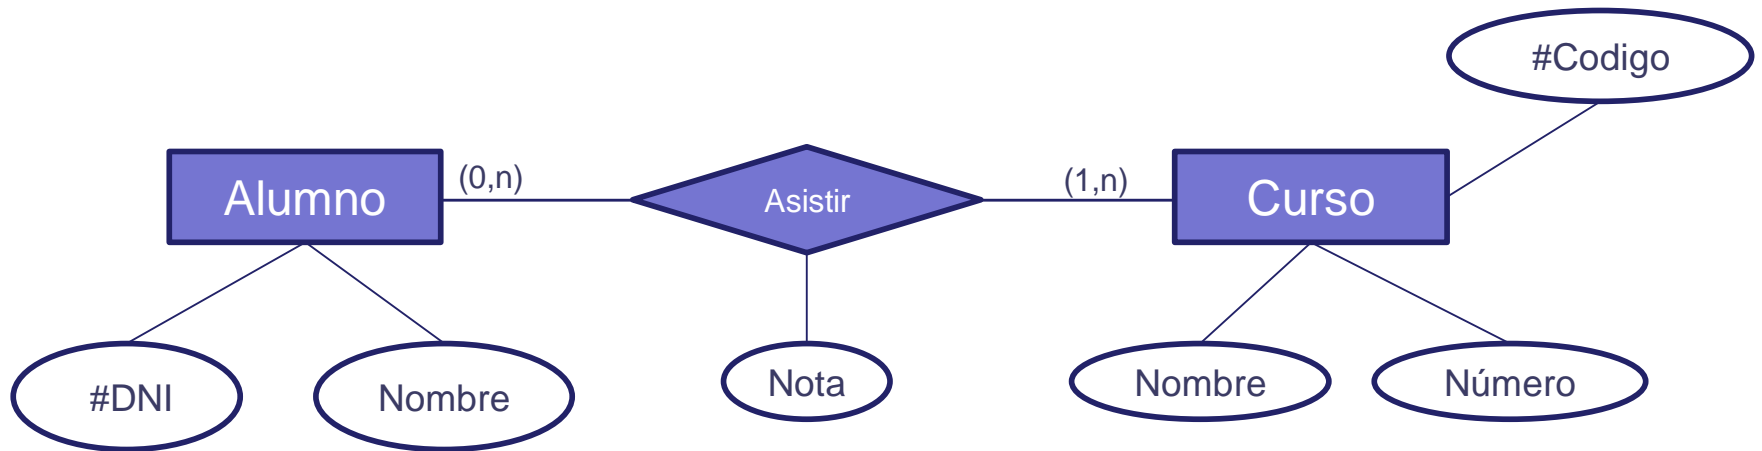 #Codigo
Alumno
(0,n)
Asistir
(1,n)
Curso
#DNI
Nombre
Nota
Nombre
Número